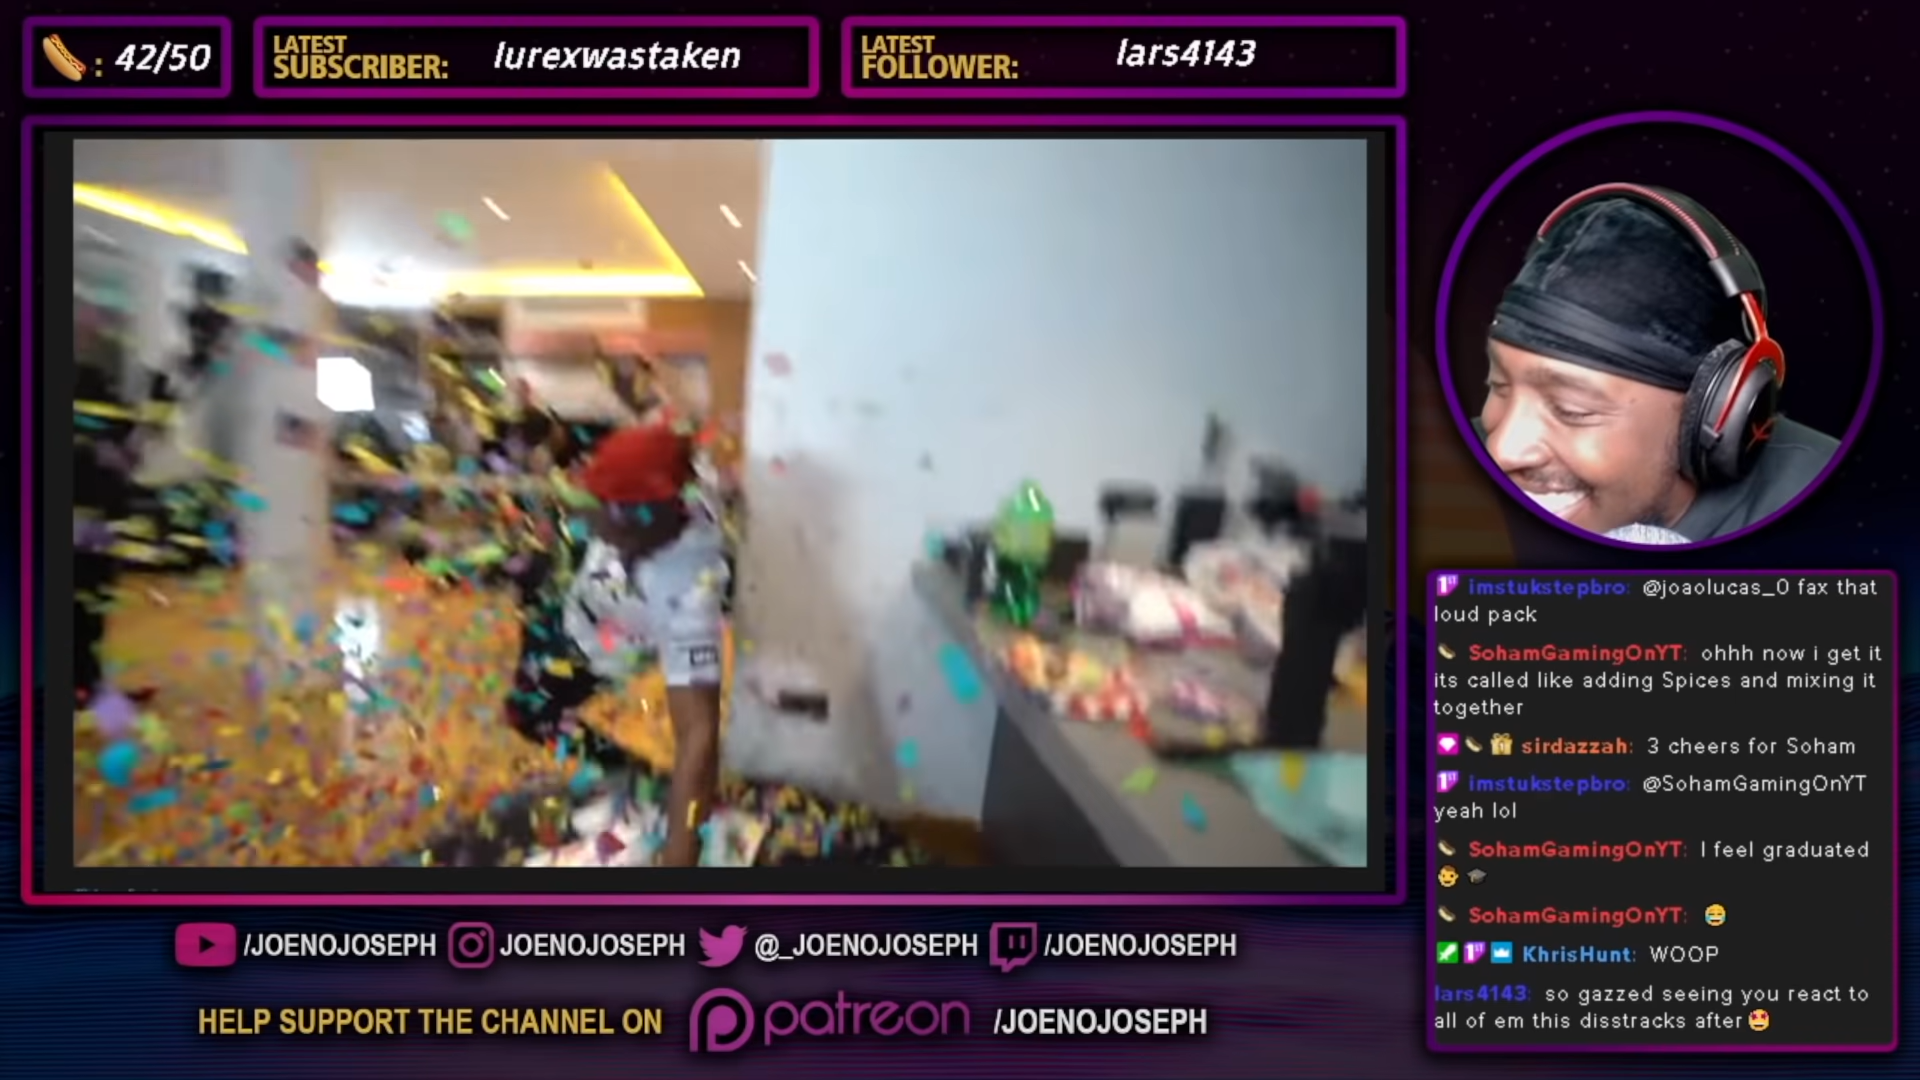 : 42/50
LATEST
SUBSCRIBER:
lurexwastaken
LATEST
FOLLOWER:
lars4143
imstukstepbro: @joaolucas_0 fax that
loud pack
SohamGamingOnYT: ohhh now i get it
its called like adding Spices and mixing it
together
sirdazzah: 3 cheers for Soham
imstukstepbro: @SohamGamingOnYT
yeah lol
SohamGamingOnYT: I feel graduated
SohamGamingOnYT:
KhrisHunt: WOOP
lars4143: so gazzed seeing you react to
all of em this disstracks after
/JOENOJOSEPH JOENOJOSEPH @_JOENOJOSEPH /JOENOJOSEPH
HELP SUPPORT THE CHANNEL ON patreon /JOENOJOSEPH